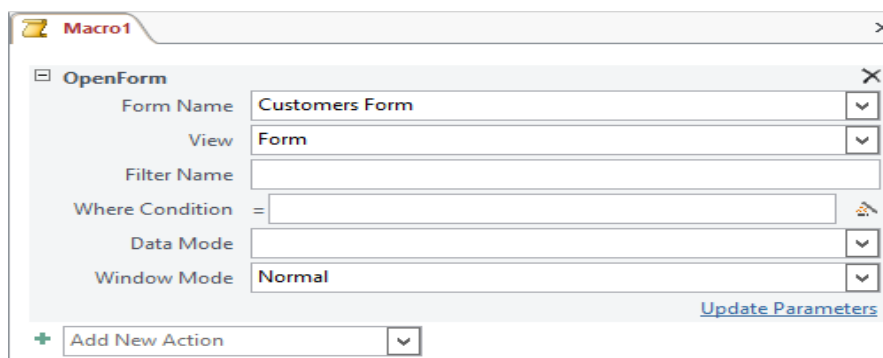 Macro1
OpenForm
Form Name Customers Form
View Form
Filter Name
Where Condition =
Data Mode
Window Mode Normal
Update Parameters
Add New Action